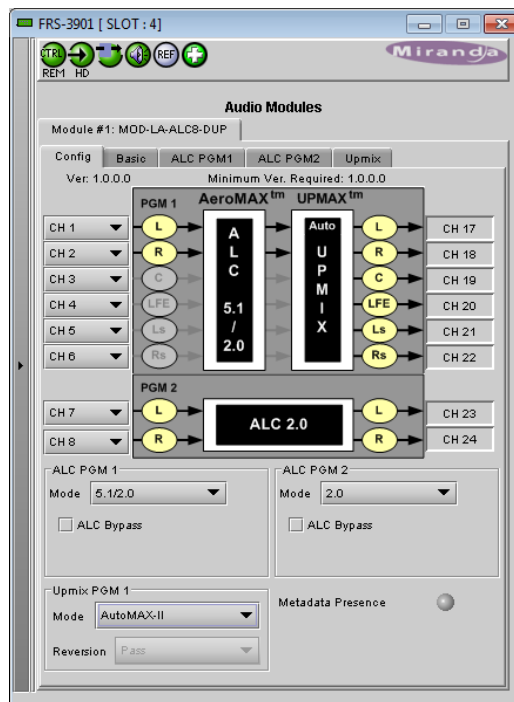 FRS-3901 [ SLOT : 4]
CTRL REF
REM HD
Miranda
Audio Modules
Module #1: MOD-LA-ALC8-DUP
Config Basic ALC PGM1 ALC PGM2 Upmix
Ver: 1.0.0.0 Minimum Ver. Required: 1.0.0.0
PGM 1 AeroMAX tm UPMAX tm
ALC 5.1 / 2.0
Auto UPMIX
CH 1 L L CH 17
CH 2 R R CH 18
CH 3 C C CH 19
CH 4 LFE LFE CH 20
CH 5 Ls Ls CH 21
CH 6 Rs Rs CH 22
PGM 2
CH 7 L ALC 2.0 L CH 23
CH 8 R R CH 24
ALC PGM 1 ALC PGM 2
Mode 5.1/2.0 Mode 2.0
ALC Bypass ALC Bypass
Upmix PGM 1
Mode AutoMAX-II Metadata Presence
Reversion Pass